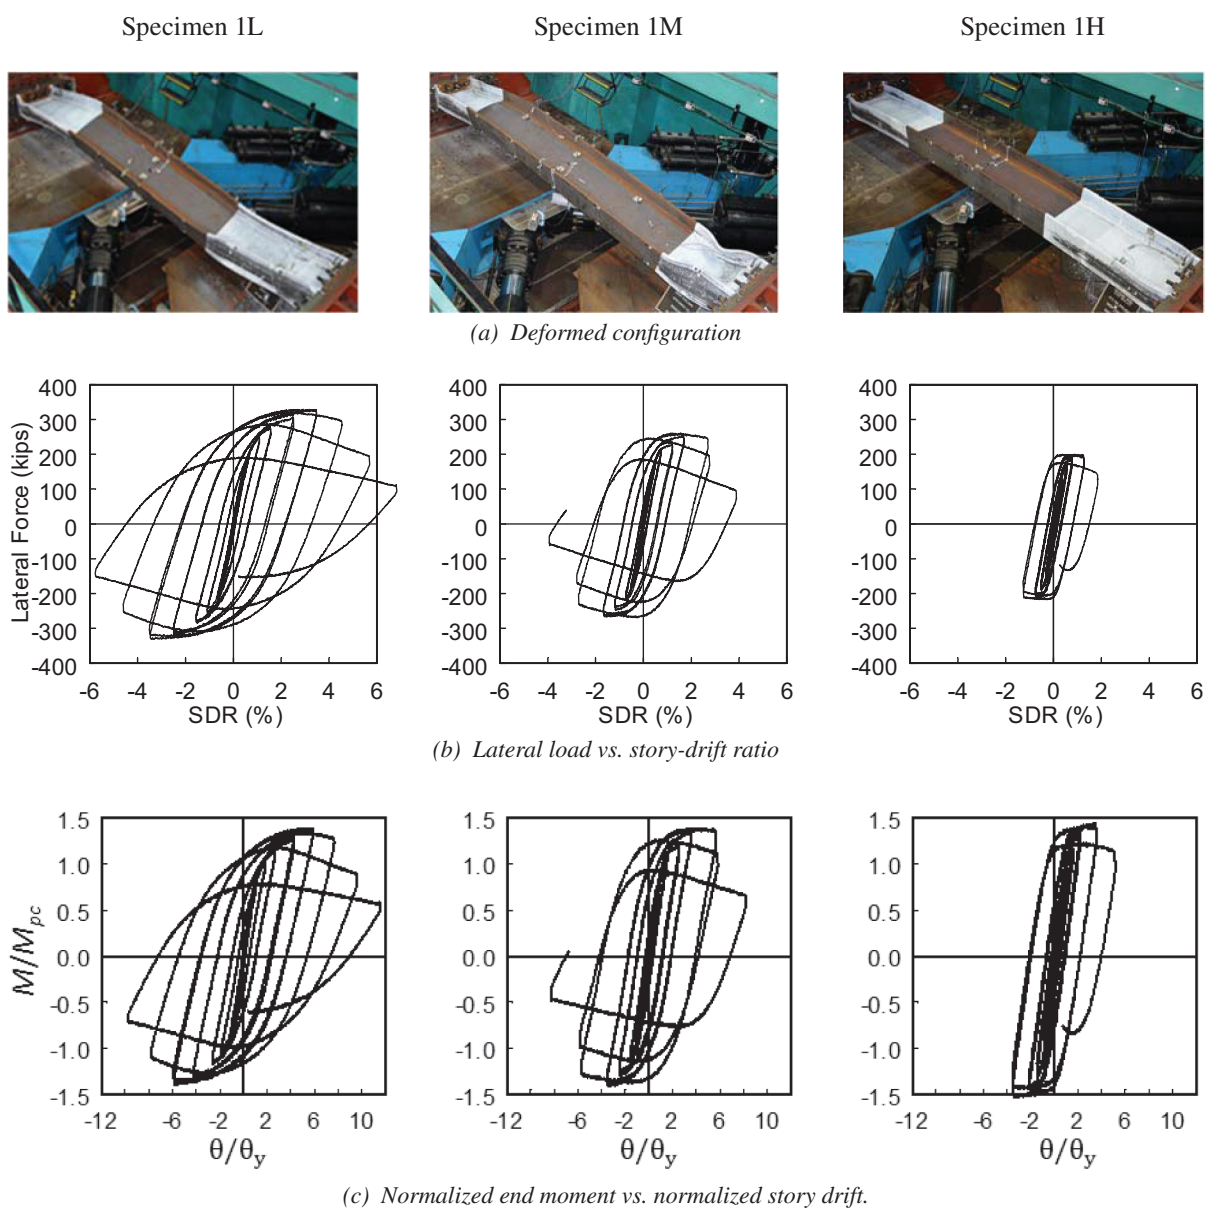 Specimen 1L Specimen 1M Specimen 1H
(a) Deformed configuration
400 400 400
300 300 300
200 200 200
100 100 100
0 0 0
-100 -100 -100
-200 -200 -200
-300 -300 -300
-400 -400 -400
Lateral Force (kips)
-6 -4 -2 0 2 4 6 -6 -4 -2 0 2 4 6 -6 -4 -2 0 2 4 6
SDR (%) SDR (%) SDR (%)
(b) Lateral load vs. story-drift ratio
1.5 1.5 1.5
1.0 1.0 1.0
0.5 0.5 0.5
0.0 0.0 0.0
-0.5 -0.5 -0.5
-1.0 -1.0 -1.0
-1.5 -1.5 -1.5
M/Mpc
-12 -6 -2 2 6 10 -12 -6 -2 2 6 12 -12 -6 -2 2 6 12
θ/θy θ/θy θ/θy
(c) Normalized end moment vs. normalized story drift.